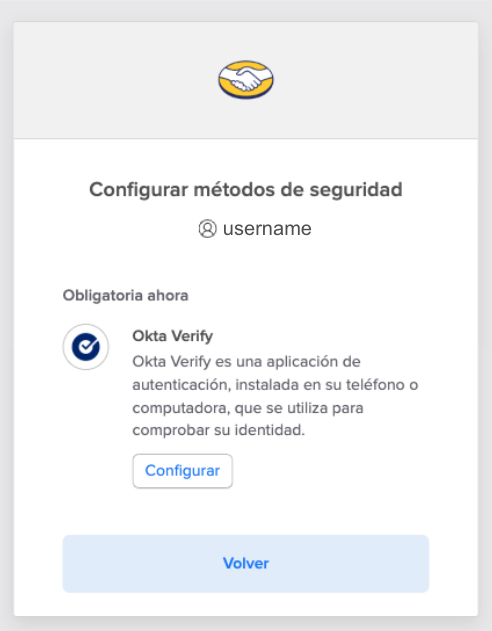 Configurar métodos de seguridad
username
Obligatoria ahora
Okta Verify
Okta Verify es una aplicación de
autenticación, instalada en su teléfono o
computadora, que se utiliza para
comprobar su identidad.
Configurar
Volver